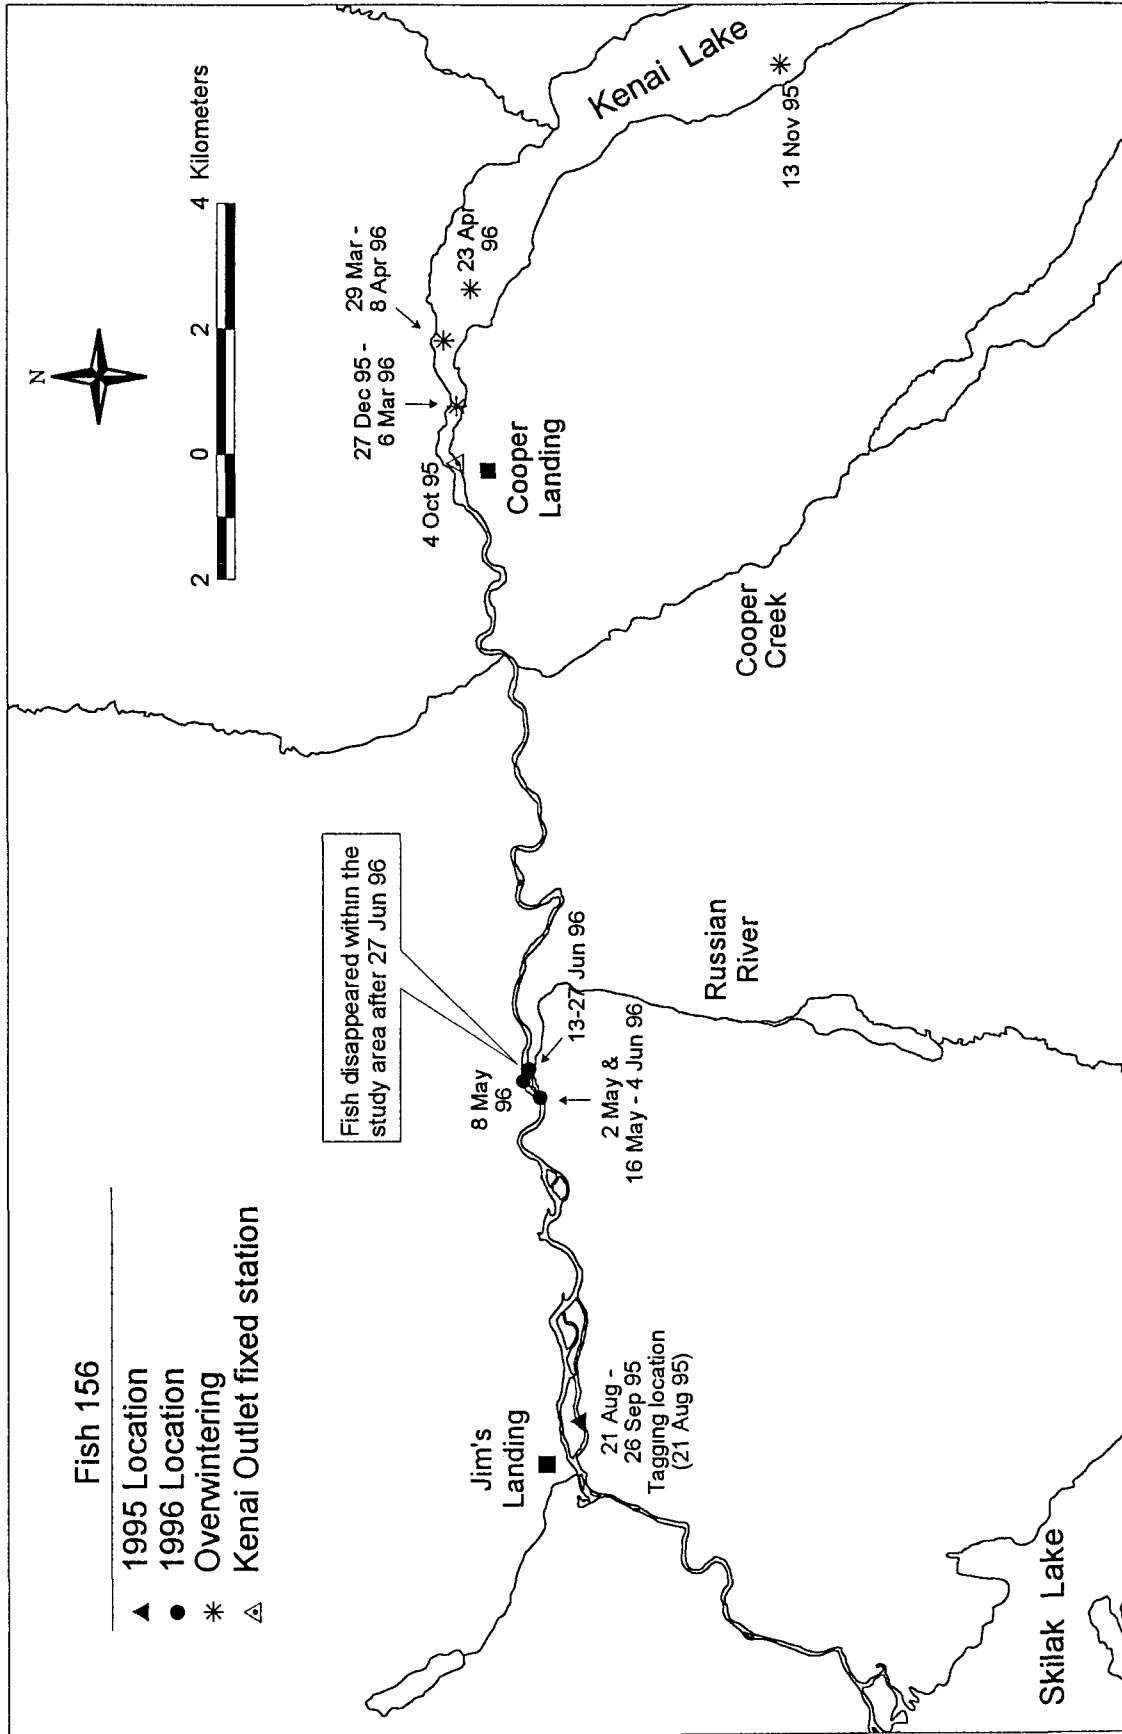 Fish 156
1995 Location
1996 Location
Overwintering
Kenai Outlet fixed station
N
2
0
2
4
Kilometers
Jim's
Landing
21 Aug -
26 Sep 95
Tagging location
(21 Aug 95)
Skilak Lake
Fish disappeared within the
study area after 27 Jun 96
8 May
96
2 May &
16 May - 4 Jun 96
13-27 Jun 96
Russian
River
Cooper
Creek
4 Oct 95
Cooper
Landing
27 Dec 95 -
6 Mar 96
29 Mar -
8 Apr 96
23 Apr
96
Kenai Lake
13 Nov 95